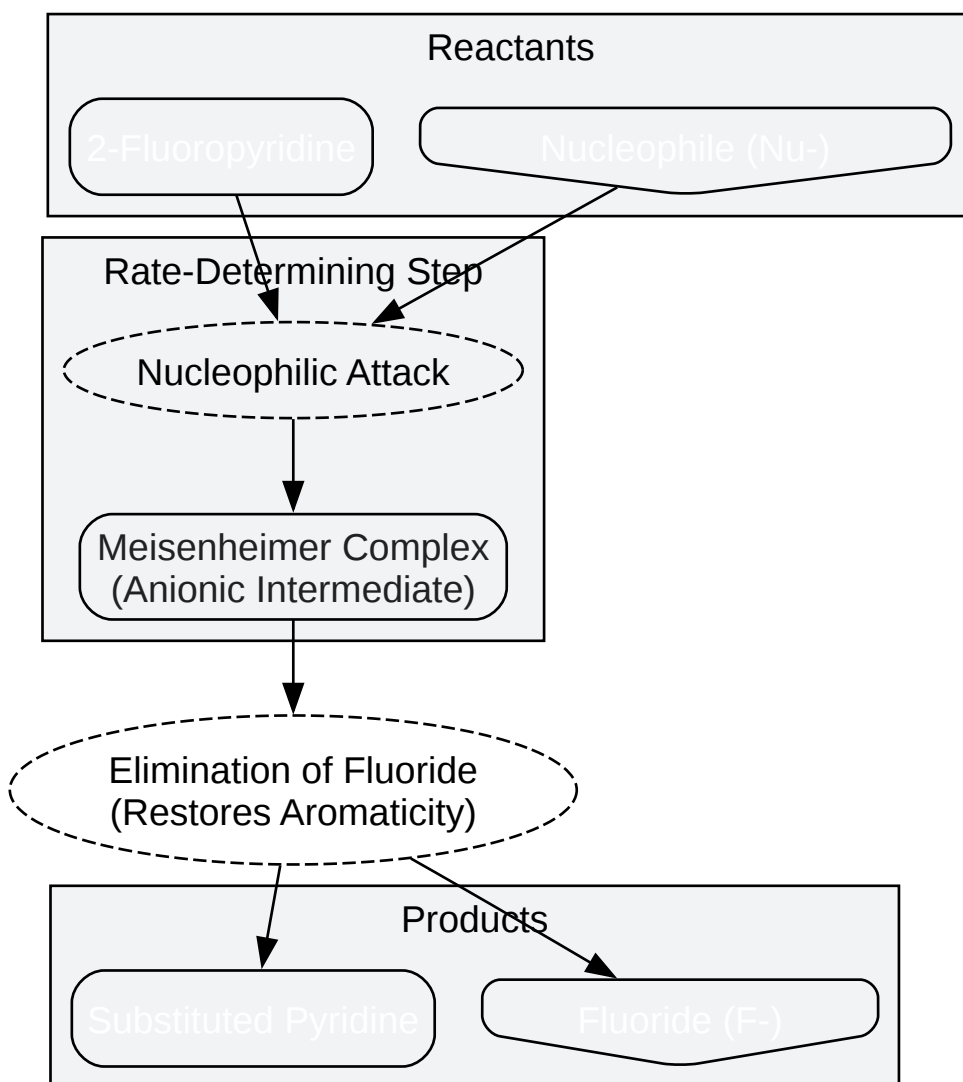 Reactants
2-Fluoropyridine
Nucleophile (Nu-)
Rate-Determining Step
Nucleophilic Attack
Meisenheimer Complex
(Anionic Intermediate)
Elimination of Fluoride
(Restores Aromaticity)
Products
Substituted Pyridine
Fluoride (F-)